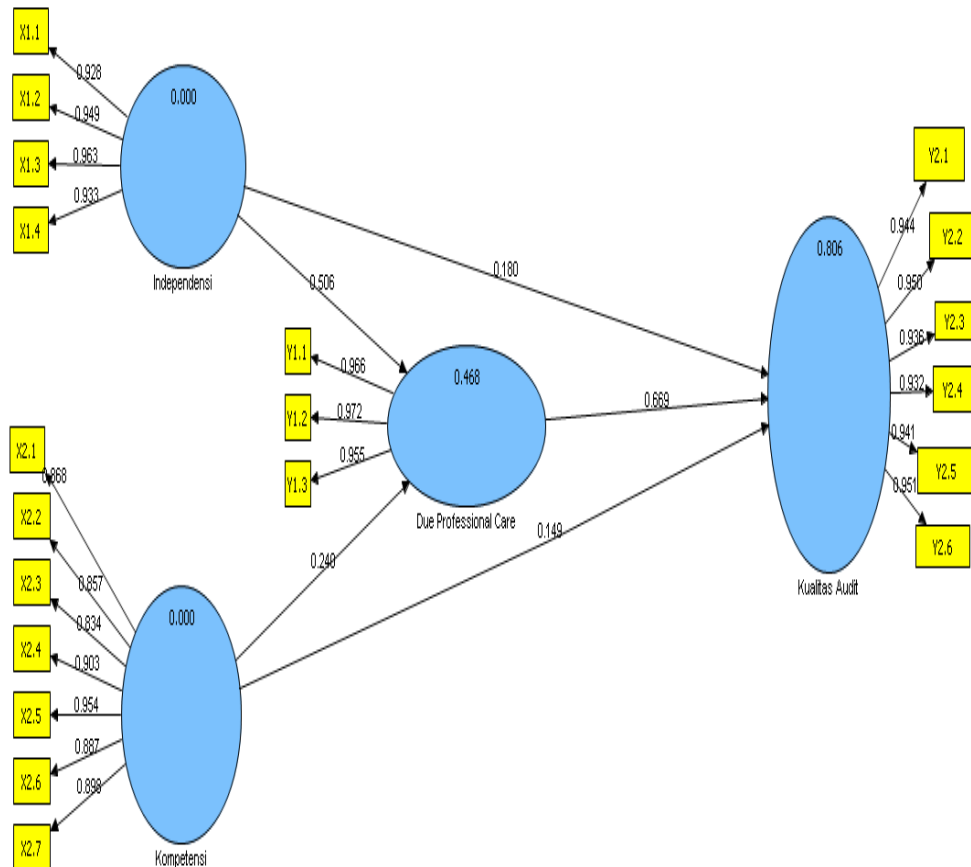 X1.1
0.928
X1.2
0.949
X1.3
0.963
X1.4
0.933
0.000
Independensi
0.180
0.506
Y1.1
0.966
Y1.2
0.972
Y1.3
0.955
0.468
Due Professional Care
0.669
0.240
0.149
X2.1
0.868
X2.2
0.857
X2.3
0.834
X2.4
0.903
X2.5
0.954
X2.6
0.887
X2.7
0.898
0.000
Kompetensi
0.806
Kualitas Audit
Y2.1
0.944
Y2.2
0.950
Y2.3
0.936
Y2.4
0.932
Y2.5
0.941
Y2.6
0.951